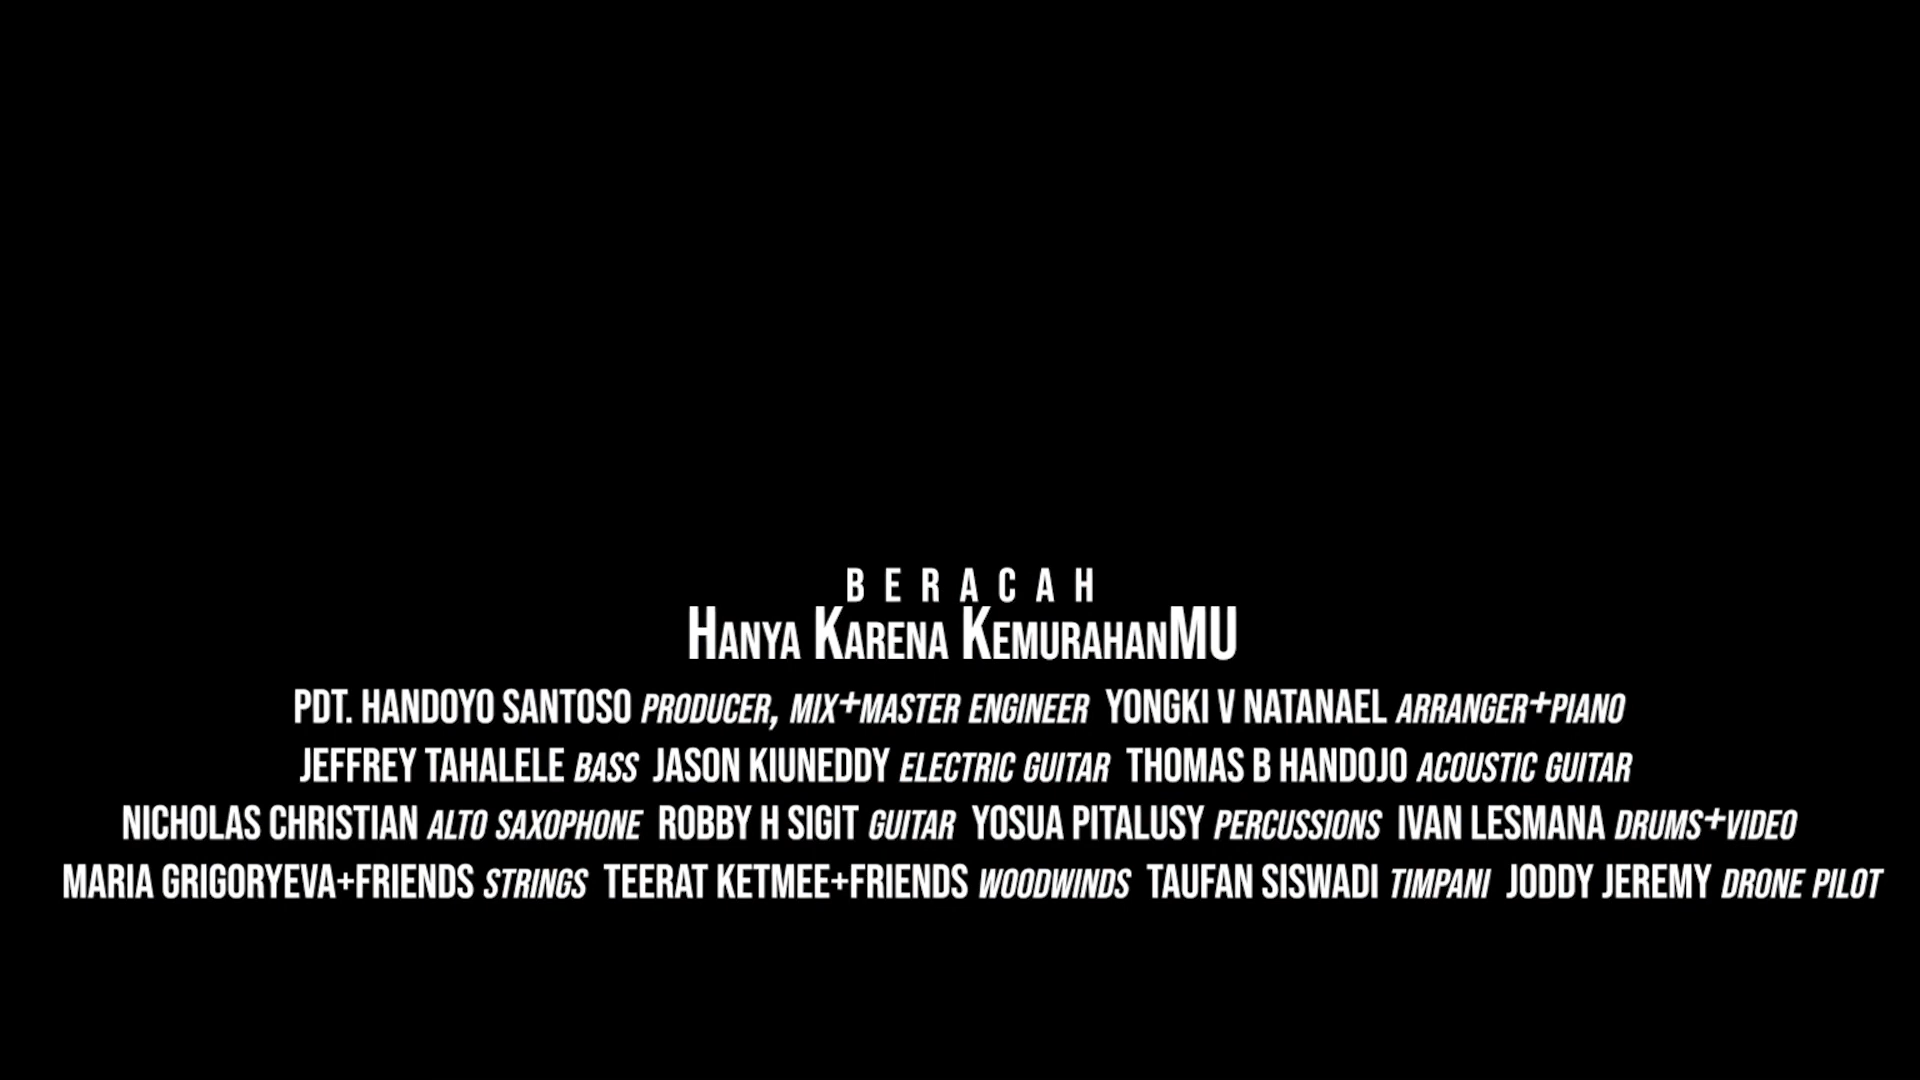 BERACAH
HANYA KARENA KEMURAHANMU
PDT. HANDOYO SANTOSO PRODUCER, MIX+MASTER ENGINEER YONGKI V NATANAEL ARRANGER+PIANO
JEFFREY TAHALELE BASS JASON KIUNEDDY ELECTRIC GUITAR THOMAS B HANDOJO ACOUSTIC GUITAR
NICHOLAS CHRISTIAN ALTO SAXOPHONE ROBBY H SIGIT GUITAR YOSUA PITALUSY PERCUSSIONS IVAN LESMANA DRUMS+VIDEO
MARIA GRIGORYEVA+FRIENDS STRINGS TEERAT KETMEE+FRIENDS WOODWINDS TAUFAN SISWADI TIMPANI JODDY JEREMY DRONE PILOT